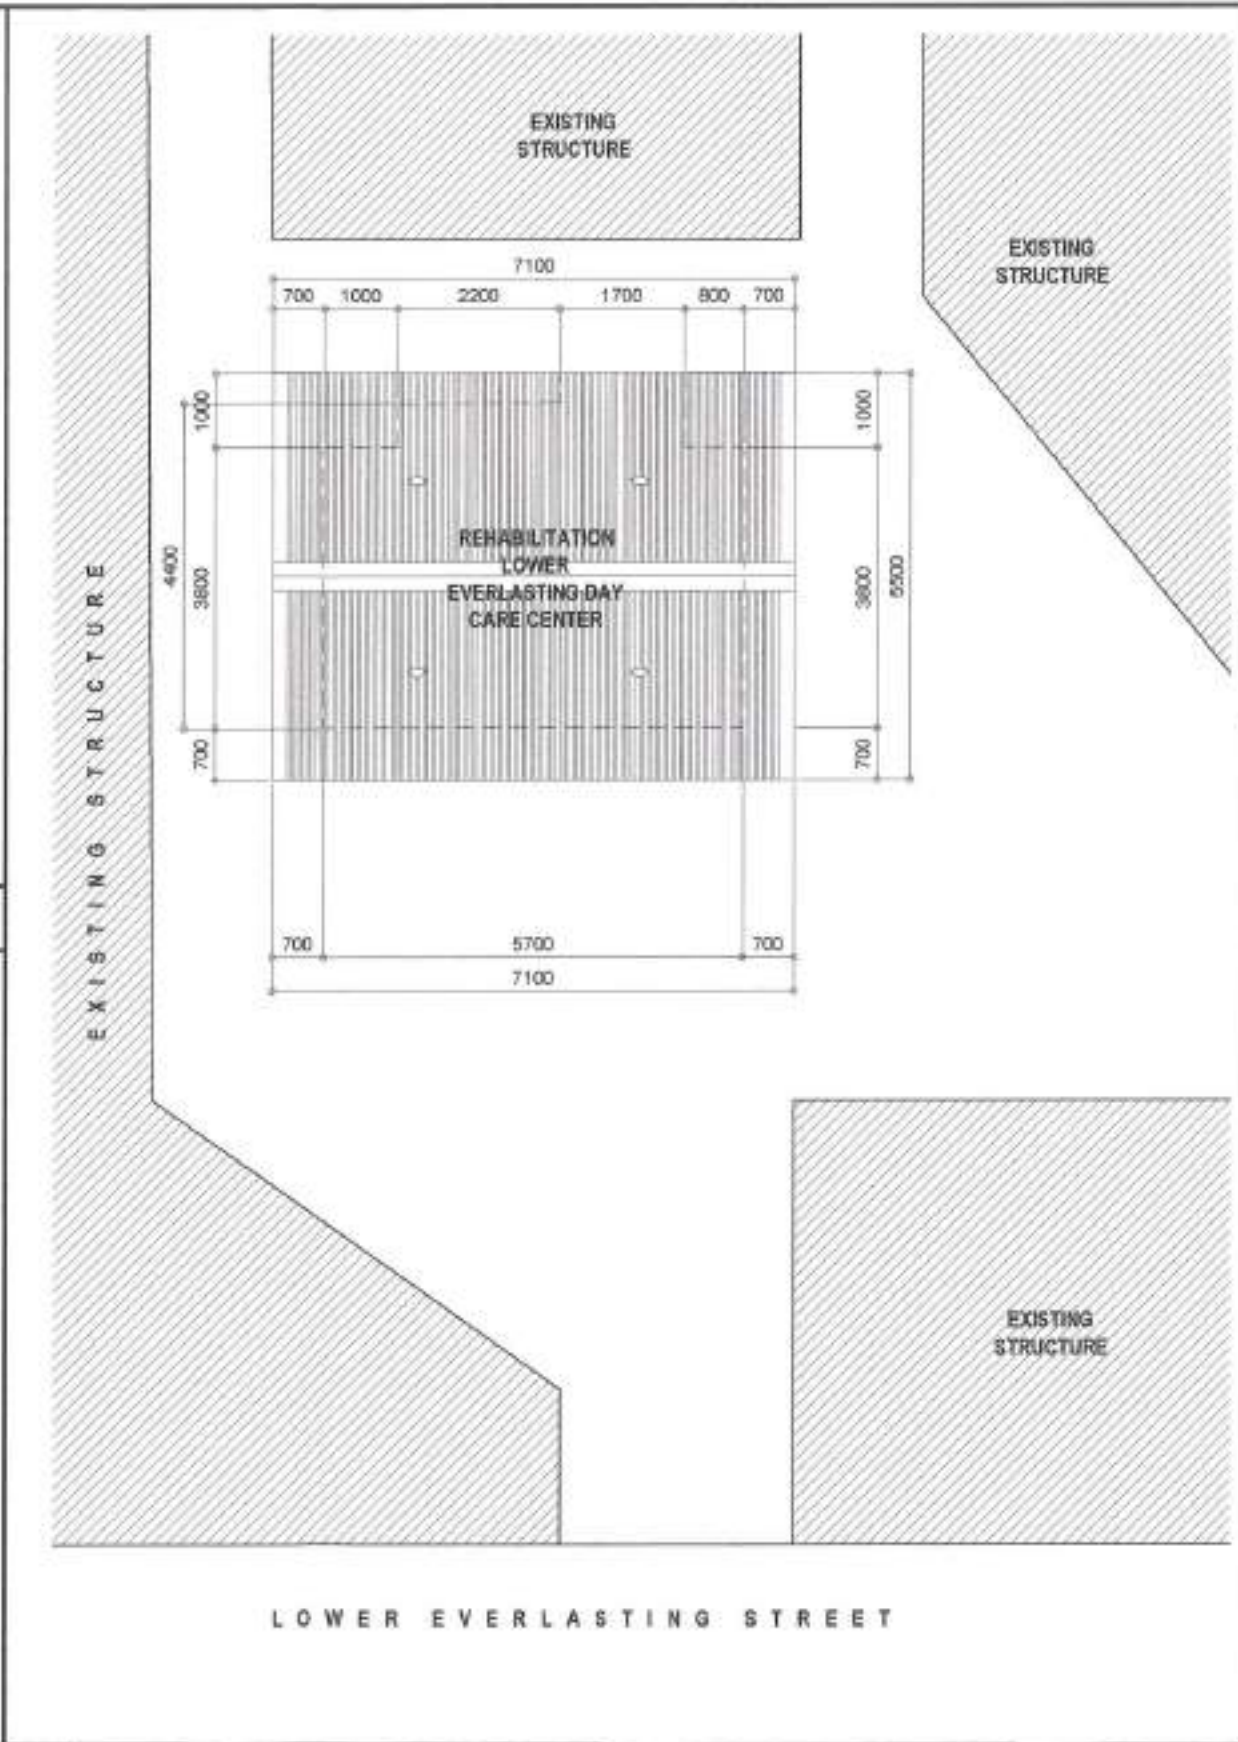 EXISTING
STRUCTURE
EXISTING
STRUCTURE
7100
700 1000 2200 1700 800 700
1000
3800
700
4400
1000
3800
700
5500
REHABILITATION
LOWER
EVERLASTING DAY
CARE CENTER
EXISTING STRUCTURE
700 5700 700
7100
EXISTING
STRUCTURE
LOWER EVERLASTING STREET